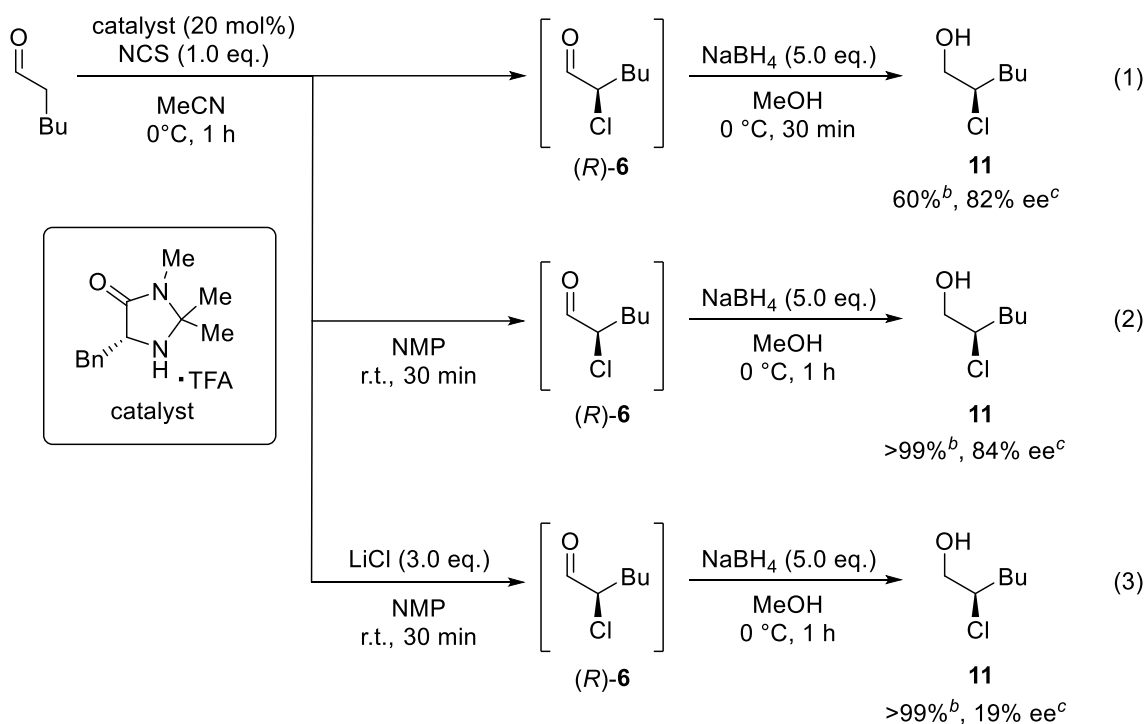 O
Bu
catalyst (20 mol%)
NCS (1.0 eq.)
MeCN
0°C, 1 h
O
Bu
Cl
(R)-6
NaBH4 (5.0 eq.)
MeOH
0 °C, 30 min
OH
Bu
Cl
11
60%b, 82% eec
(1)
Me
O
N
Me
Me
Bn
N
H
·TFA
catalyst
NMP
r.t., 30 min
O
Bu
Cl
(R)-6
NaBH4 (5.0 eq.)
MeOH
0 °C, 1 h
OH
Bu
Cl
11
>99%b, 84% eec
(2)
LiCl (3.0 eq.)
NMP
r.t., 30 min
O
Bu
Cl
(R)-6
NaBH4 (5.0 eq.)
MeOH
0 °C, 1 h
OH
Bu
Cl
11
>99%b, 19% eec
(3)